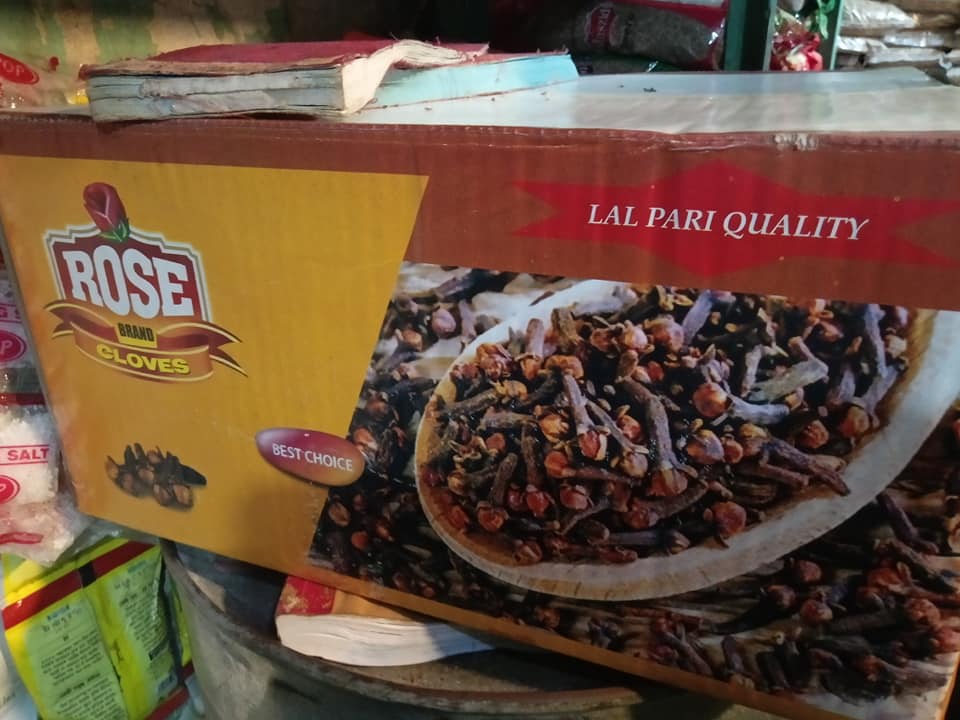 LAL PARI QUALITY
ROSE
BRAND
CLOVES
BEST CHOICE
SALT